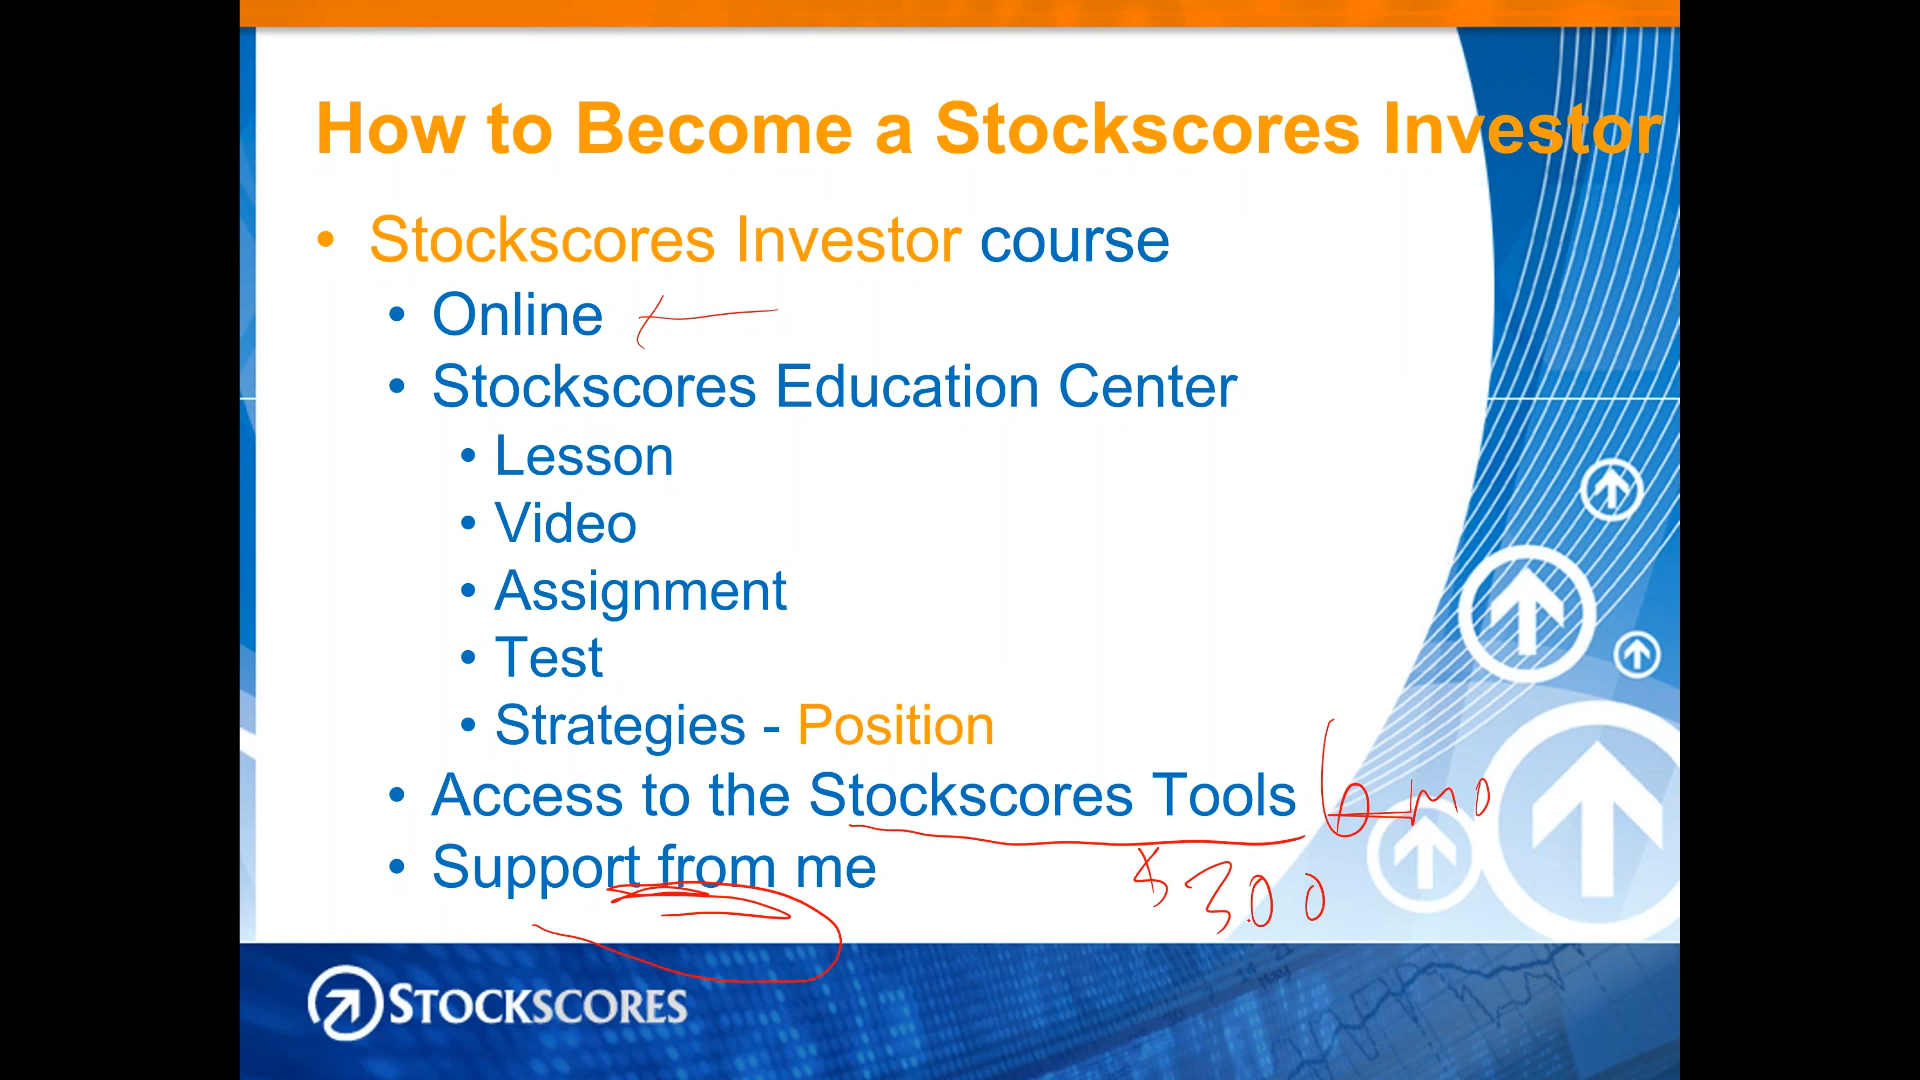 How to Become a Stockscores Investor
• Stockscores Investor course
• Online
• Stockscores Education Center
• Lesson
• Video
• Assignment
• Test
• Strategies - Position
• Access to the Stockscores Tools 6 mo
• Support from me
$300
STOCKSCORES